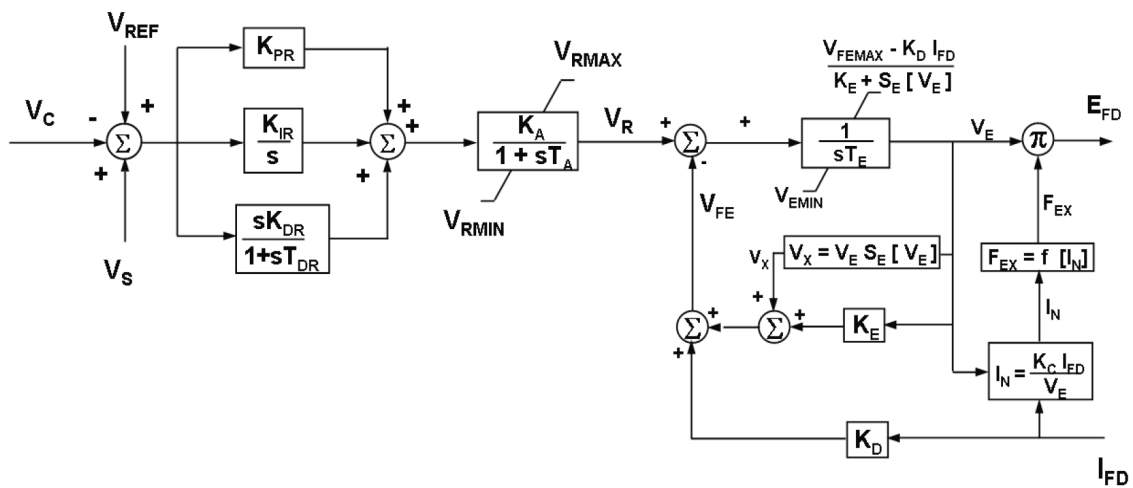 V_REF
V_C
-
+
+
Σ
V_S
K_PR
K_IR
s
sK_DR
1+sT_DR
+
+
+
Σ
V_RMAX
K_A
1 + sT_A
V_RMIN
V_R
+
Σ
-
V_FE
+
V_FEMAX - K_D I_FD
K_E + S_E [ V_E ]
1
sT_E
V_EMIN
V_E
π
E_FD
F_EX
F_EX = f [I_N]
I_N
I_N = K_C I_FD
V_E
V_X
V_X = V_E S_E [ V_E ]
+
+
Σ
K_E
+
+
Σ
K_D
I_FD